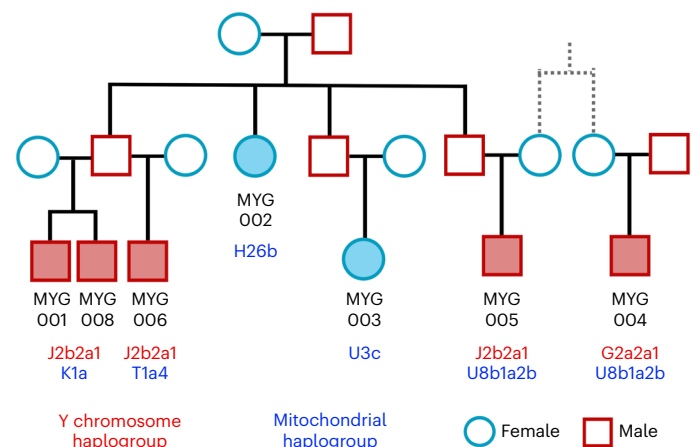 MYG
002
H26b
MYG
001
MYG
008
MYG
006
MYG
003
MYG
005
MYG
004
J2b2a1
K1a
J2b2a1
T1a4
U3c
J2b2a1
U8b1a2b
G2a2a1
U8b1a2b
Y chromosome
haplogroup
Mitochondrial
haplogroup
Female
Male